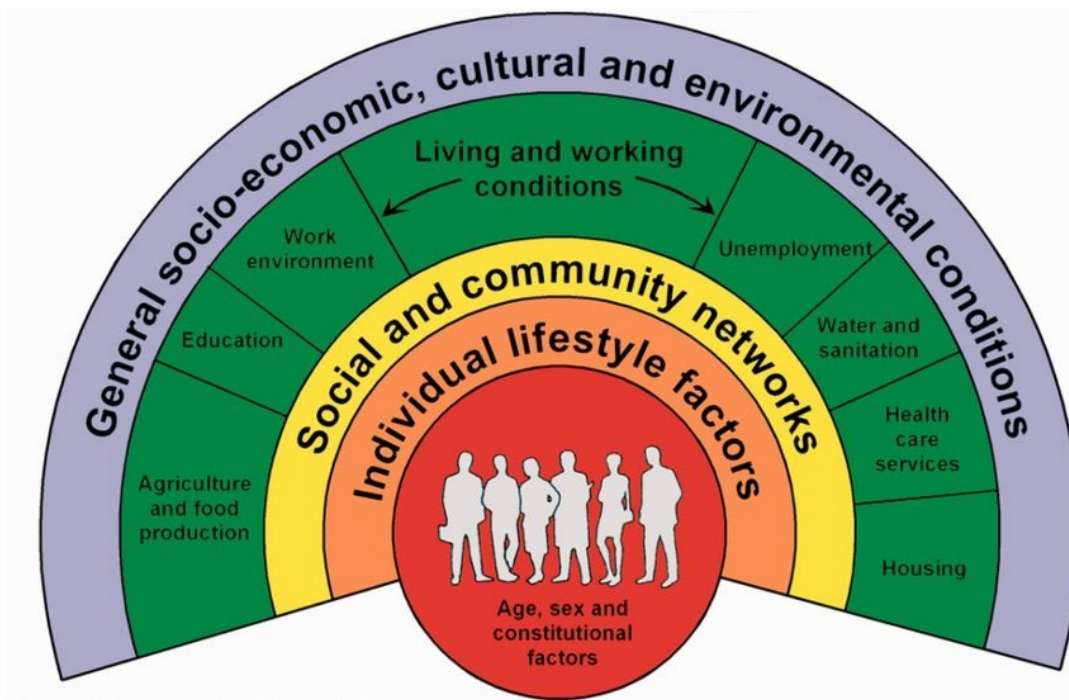 General socio-economic, cultural and environmental conditions
Living and working
conditions
Work
environment
Unemployment
Education
Water and
sanitation
Agriculture
and food
production
Health
care
services
Housing
Social and community networks
Individual lifestyle factors
Age, sex and
constitutional
factors